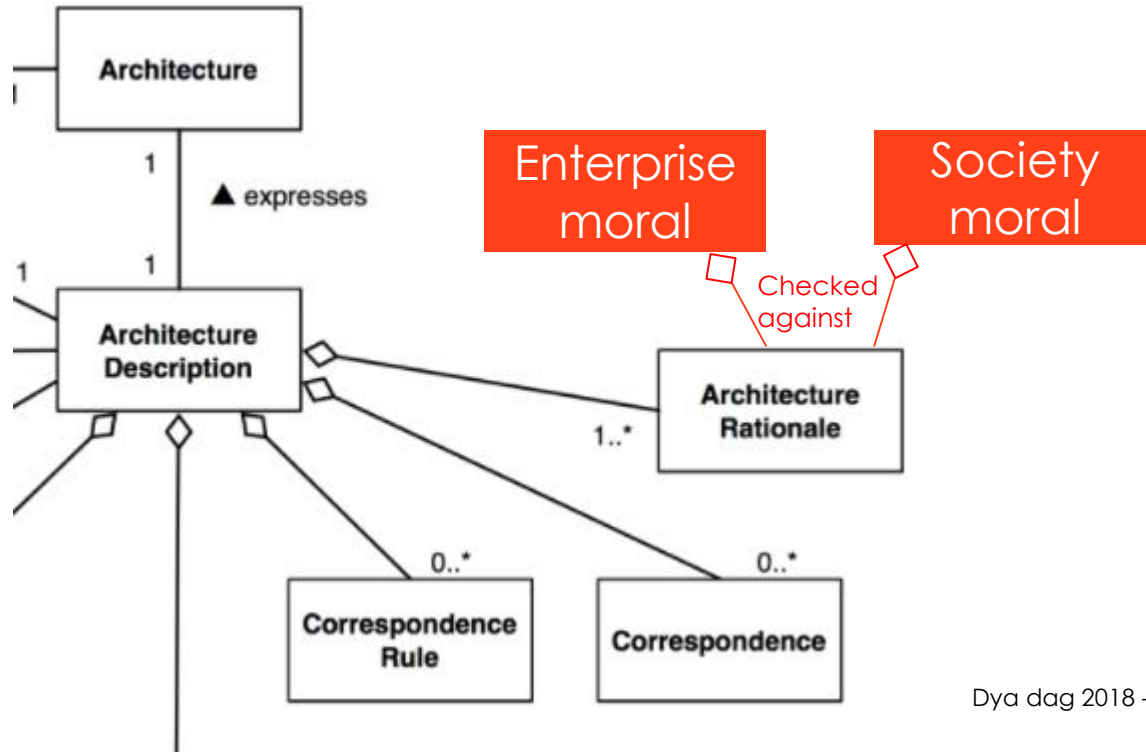 Architecture
1
1
▲ expresses
1
1
Architecture
Description
Enterprise
moral
Society
moral
Checked
against
Architecture
Rationale
1..*
0..*
0..*
Correspondence
Rule
Correspondence
Dya dag 2018 -